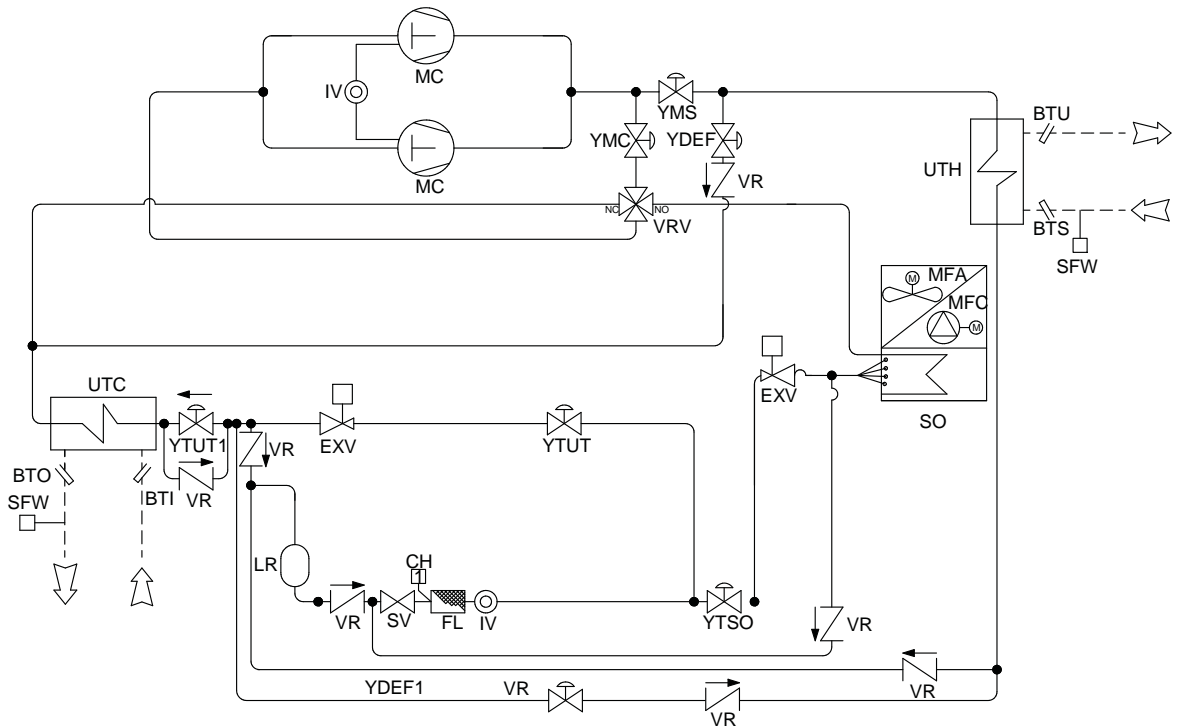 MC
IV
MC
YMS
BTU
YMC
YDEF
VR
UTH
NC
NO
VRV
BTS
SFW
MFA
M
MFC
M
UTC
EXV
SO
YTUT1
VR
EXV
YTUT
BTO
BTI
VR
SFW
LR
CH
1
VR
SV
FL
IV
YTSO
VR
VR
YDEF1
VR
VR